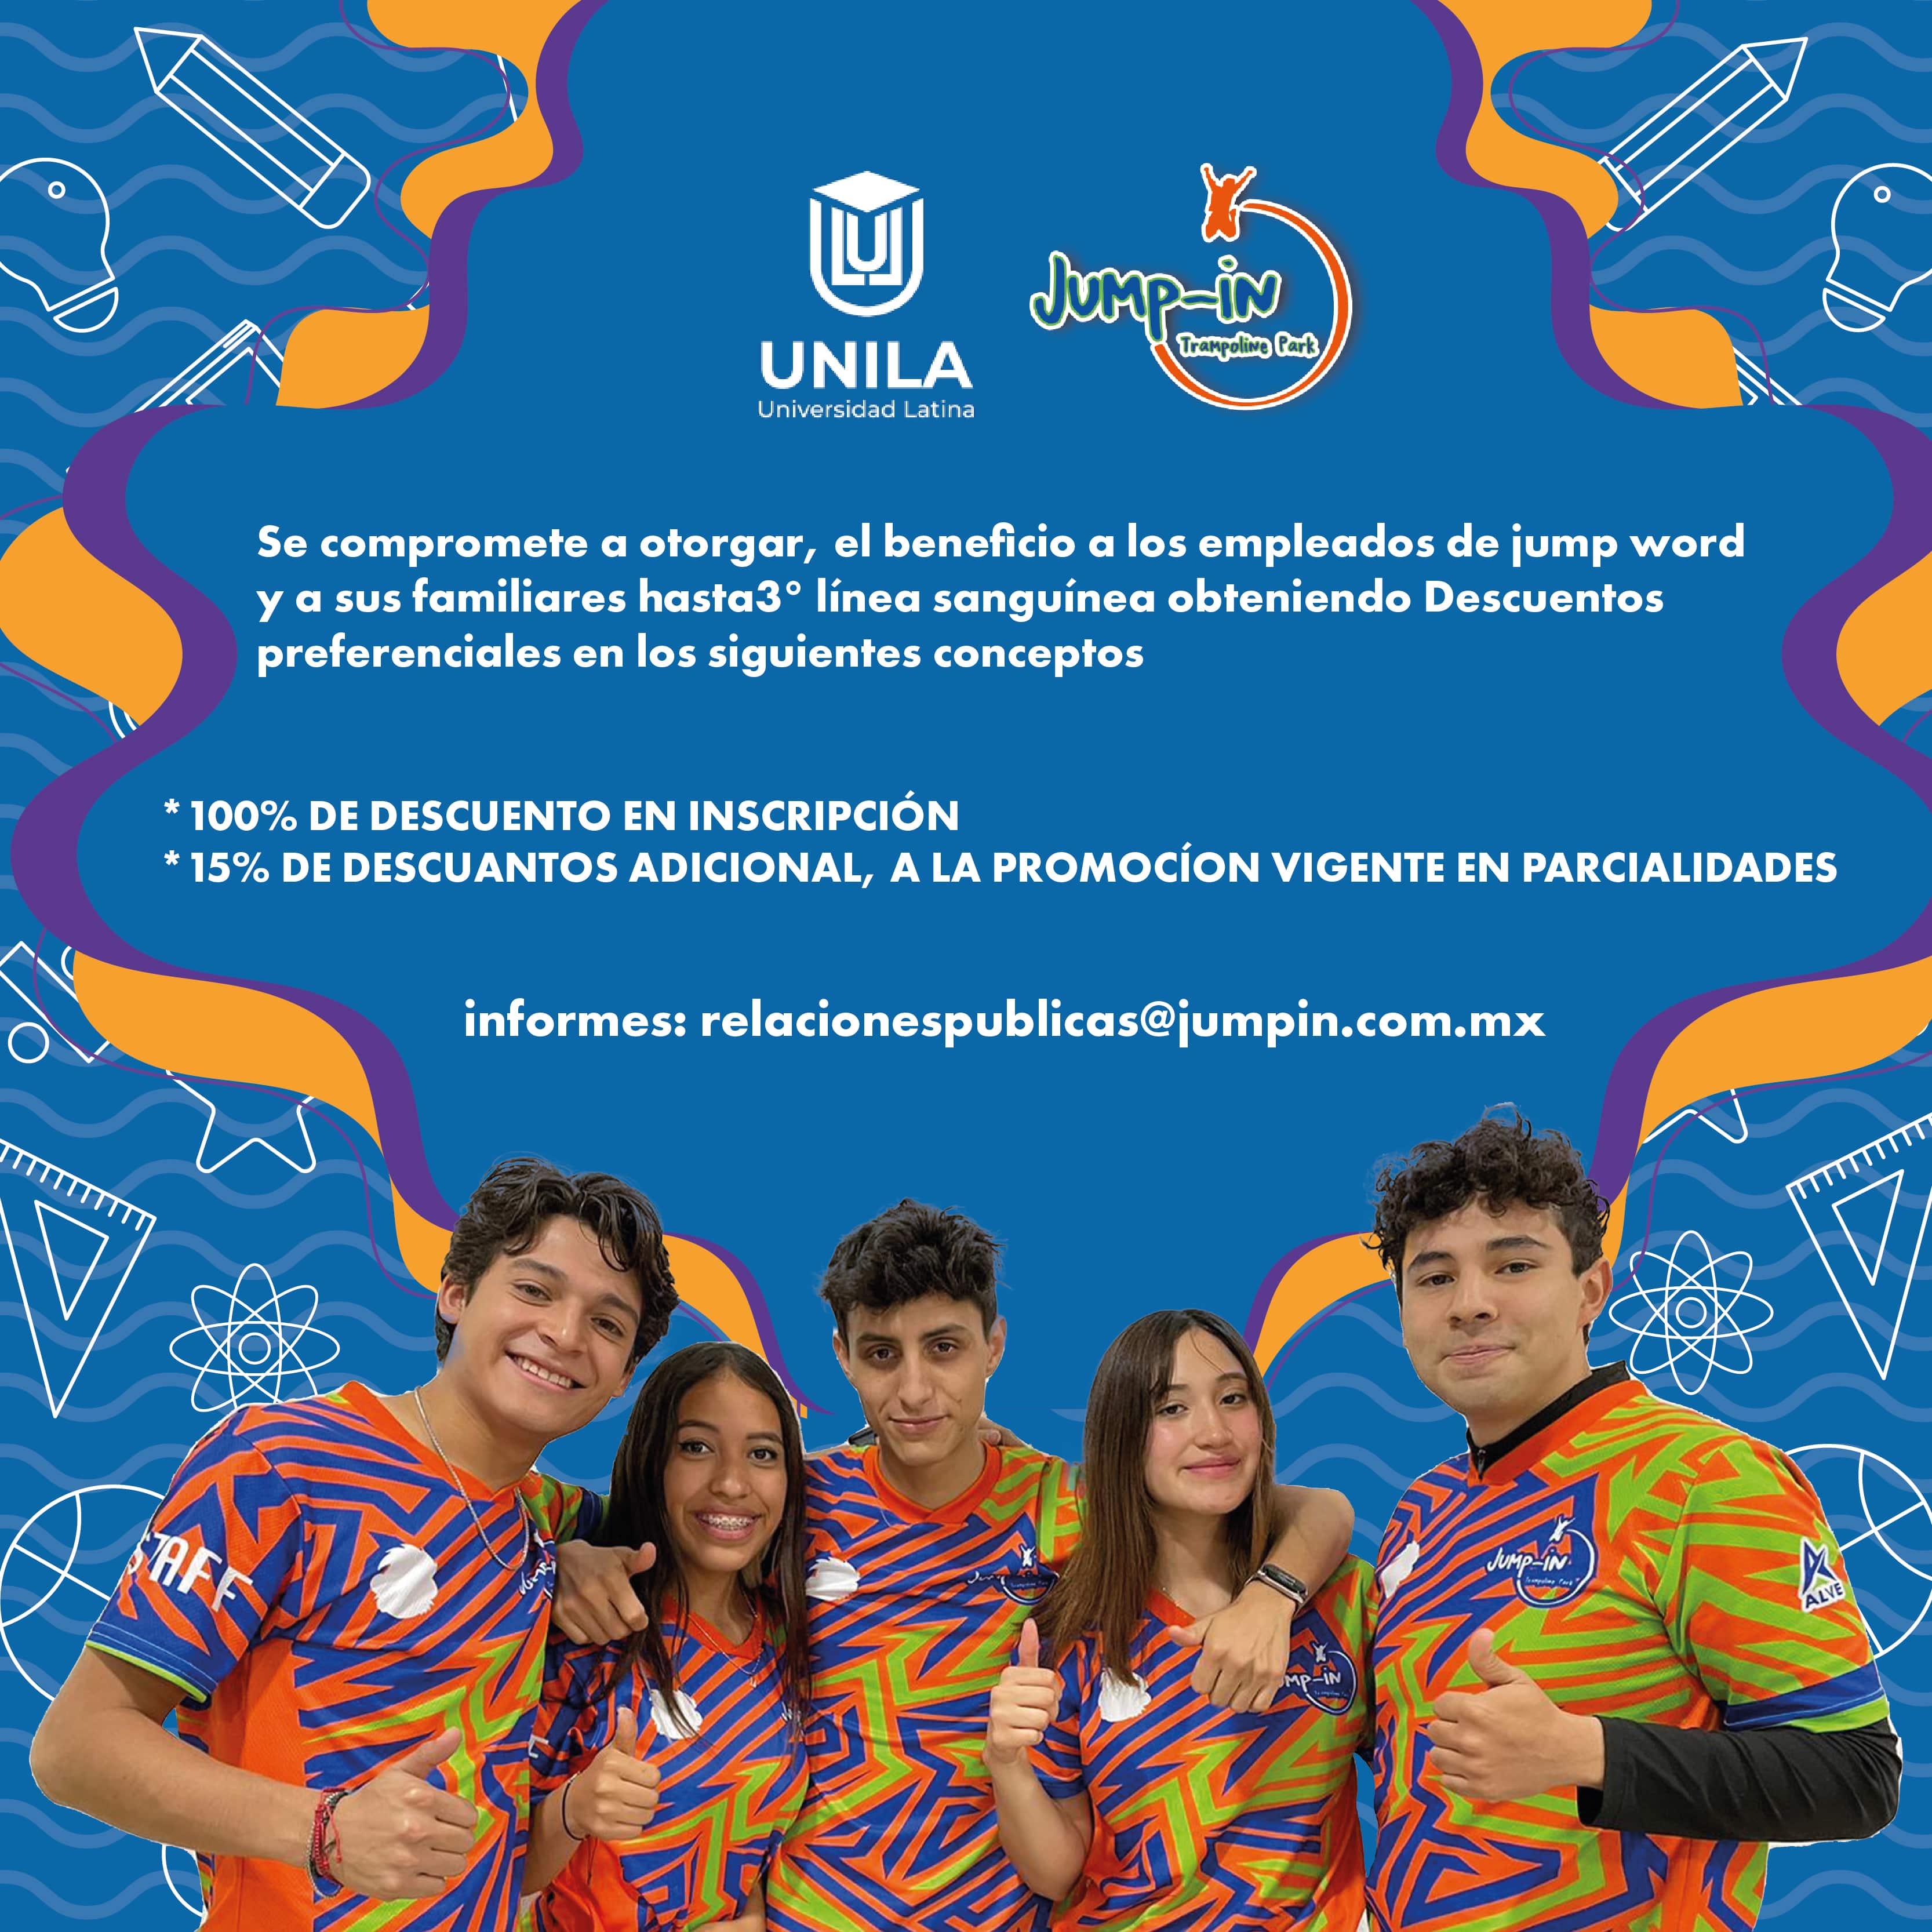 UNILA
Universidad Latina
Jump-in
Trampoline Park
Se compromete a otorgar, el beneficio a los empleados de jump word
y a sus familiares hasta3° línea sanguínea obteniendo Descuentos
preferenciales en los siguientes conceptos
* 100% DE DESCUENTO EN INSCRIPCIÓN
* 15% DE DESCUANTOS ADICIONAL, A LA PROMOCÍON VIGENTE EN PARCIALIDADES
informes: relacionespublicas@jumpin.com.mx
STAFF
Jump-in
Trampoline Park
ALVE